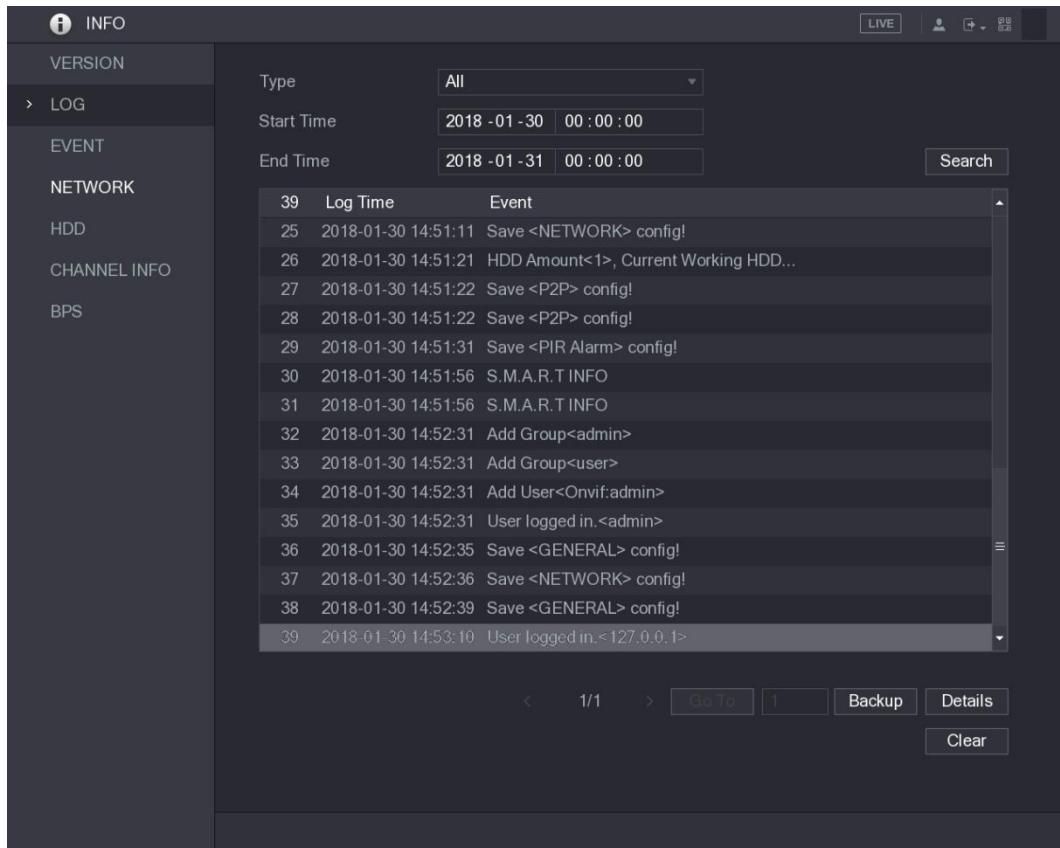 INFO
LIVE
VERSION
LOG
EVENT
NETWORK
HDD
CHANNEL INFO
BPS
Type All
Start Time 2018 -01 -30 00 : 00 : 00
End Time 2018 -01 - 31 00 : 00 : 00
Search
39 Log Time Event
25 2018-01-30 14:51:11 Save <NETWORK> config!
26 2018-01-30 14:51:21 HDD Amount<1>, Current Working HDD...
27 2018-01-30 14:51:22 Save <P2P> config!
28 2018-01-30 14:51:22 Save <P2P> config!
29 2018-01-30 14:51:31 Save <PIR Alarm> config!
30 2018-01-30 14:51:56 S.M.A.R.T INFO
31 2018-01-30 14:51:56 S.M.A.R.T INFO
32 2018-01-30 14:52:31 Add Group<admin>
33 2018-01-30 14:52:31 Add Group<user>
34 2018-01-30 14:52:31 Add User<Onvif:admin>
35 2018-01-30 14:52:31 User logged in.<admin>
36 2018-01-30 14:52:35 Save <GENERAL> config!
37 2018-01-30 14:52:36 Save <NETWORK> config!
38 2018-01-30 14:52:39 Save <GENERAL> config!
39 2018-01-30 14:53:10 User logged in.<127.0.0.1>
< 1/1 > Go To 1 Backup Details
Clear